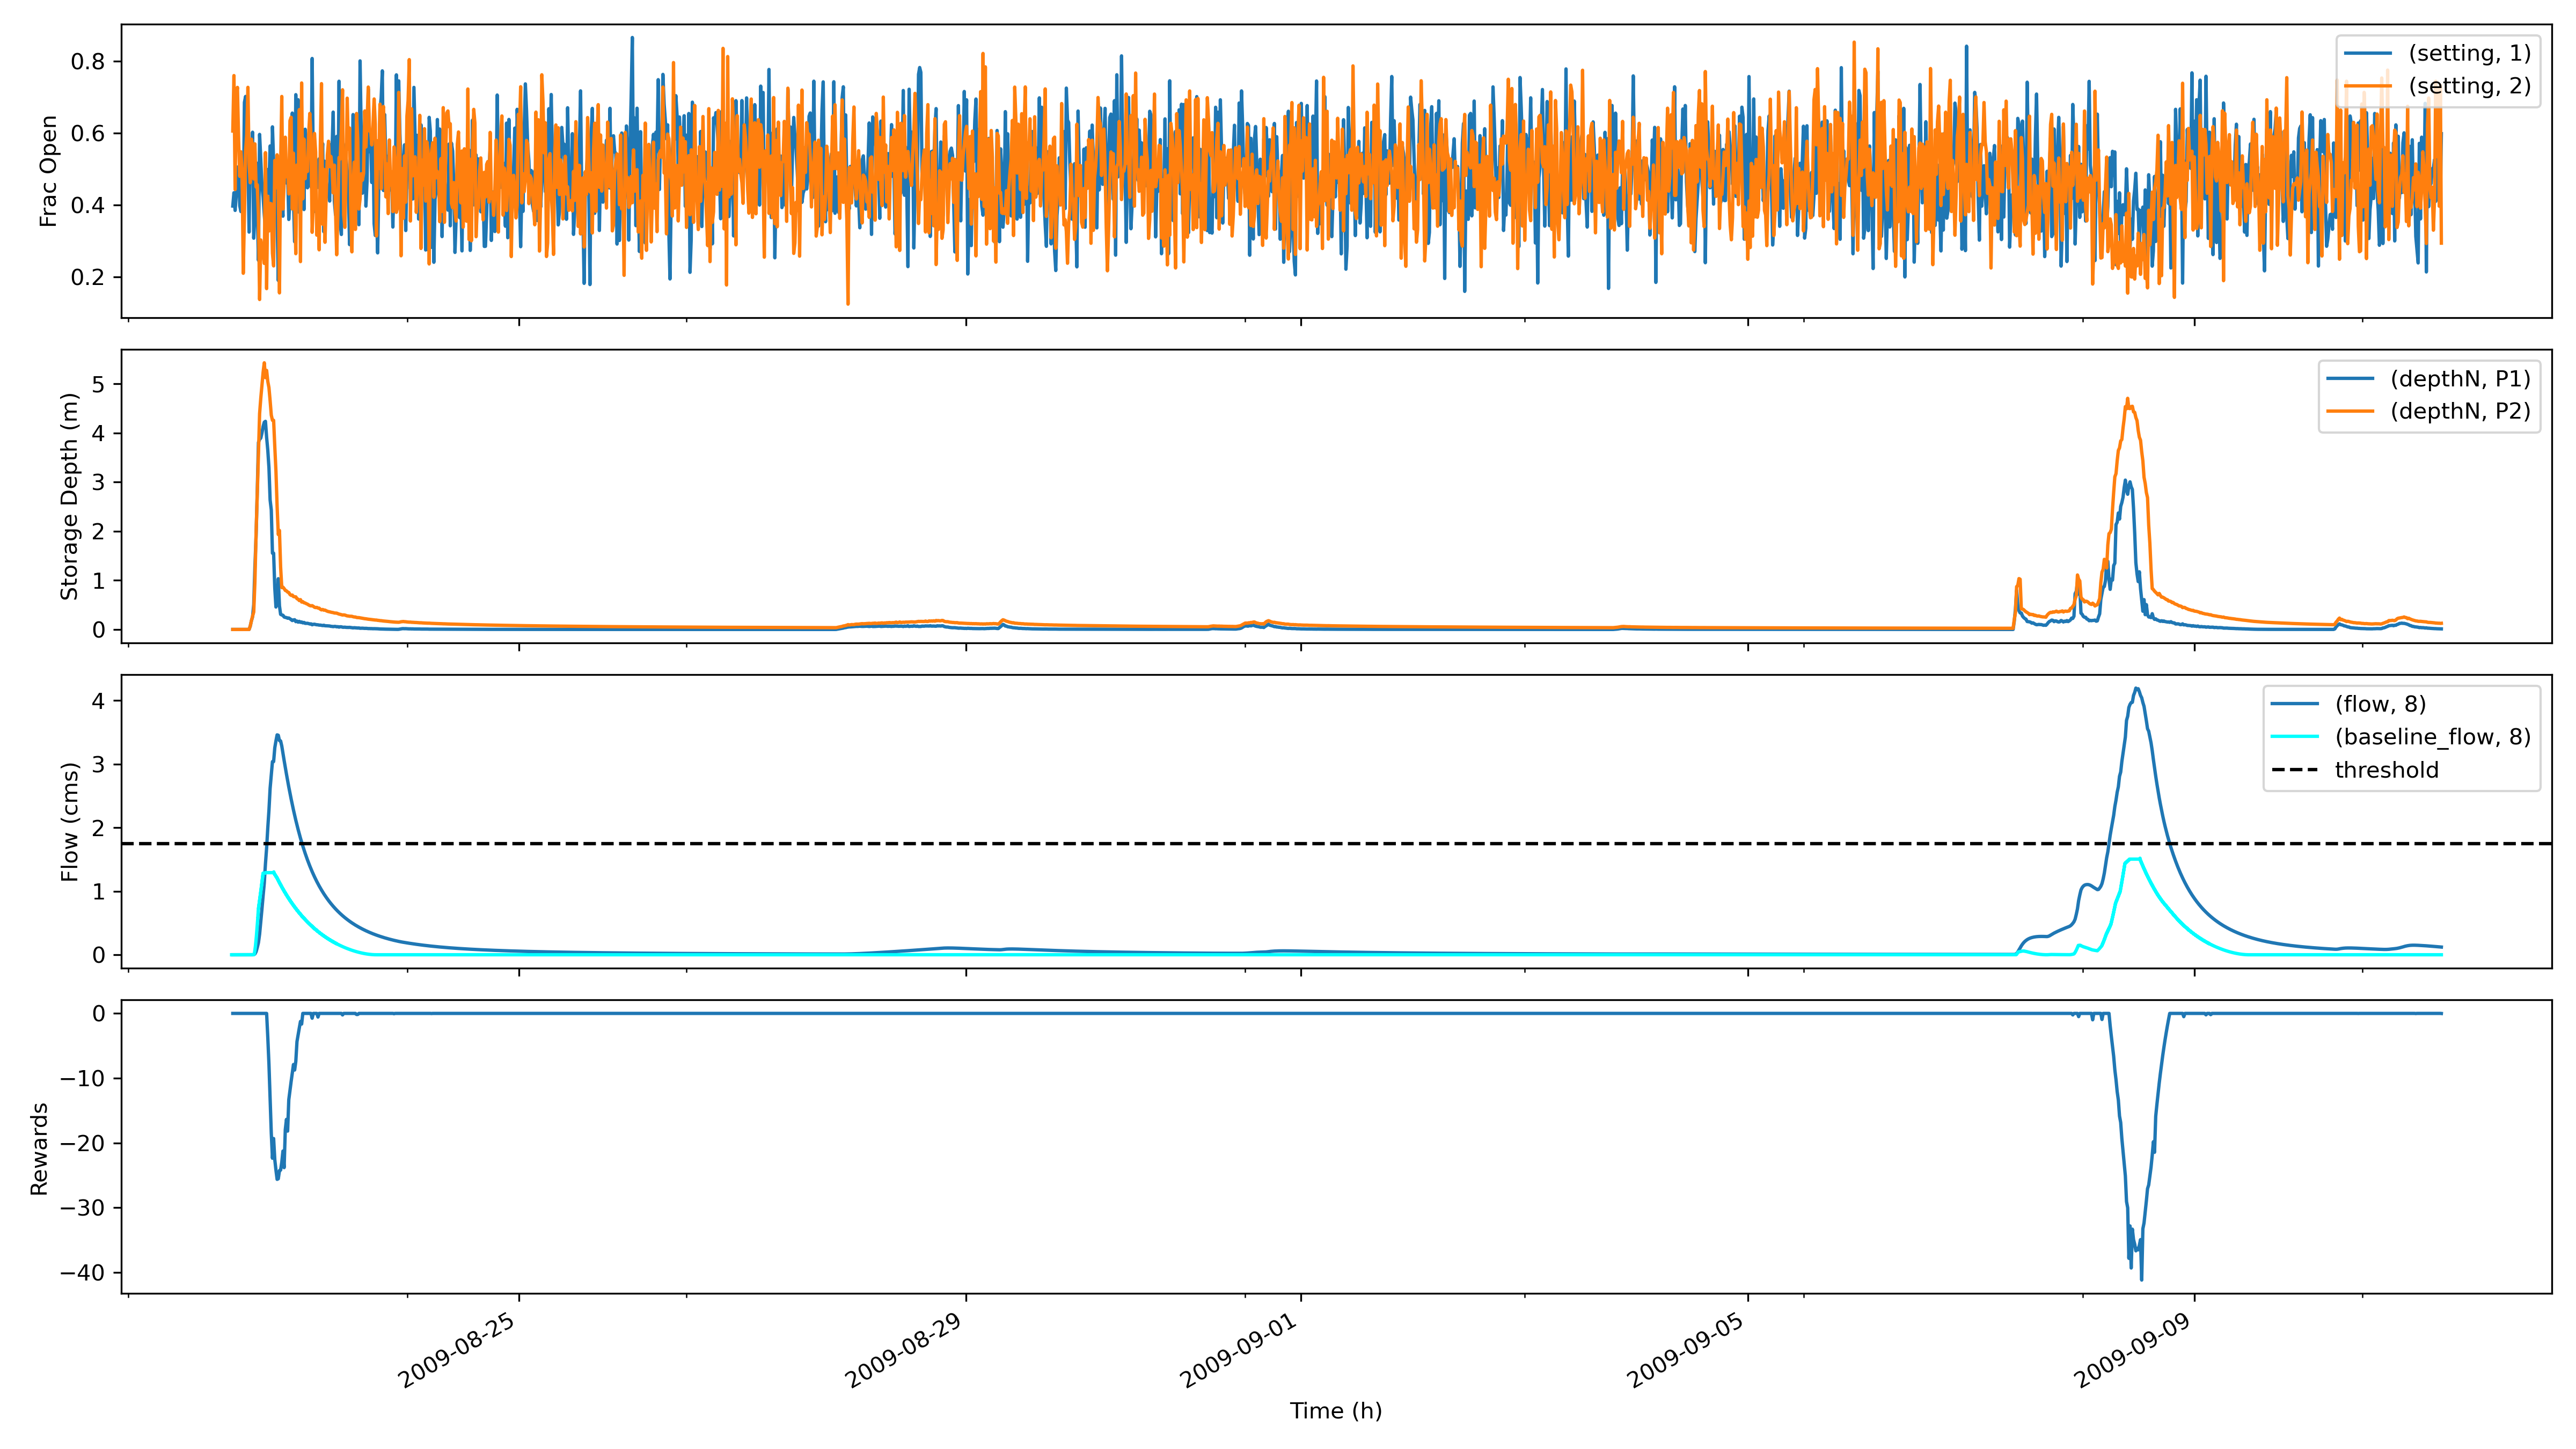 0.8
0.6
0.4
0.2
Frac Open
(setting, 1)
(setting, 2)
5
4
3
2
1
0
Storage Depth (m)
(depthN, P1)
(depthN, P2)
4
3
2
1
0
Flow (cms)
(flow, 8)
(baseline_flow, 8)
threshold
0
−10
−20
−30
−40
Rewards
2009-08-25
2009-08-29
2009-09-01
2009-09-05
2009-09-09
Time (h)